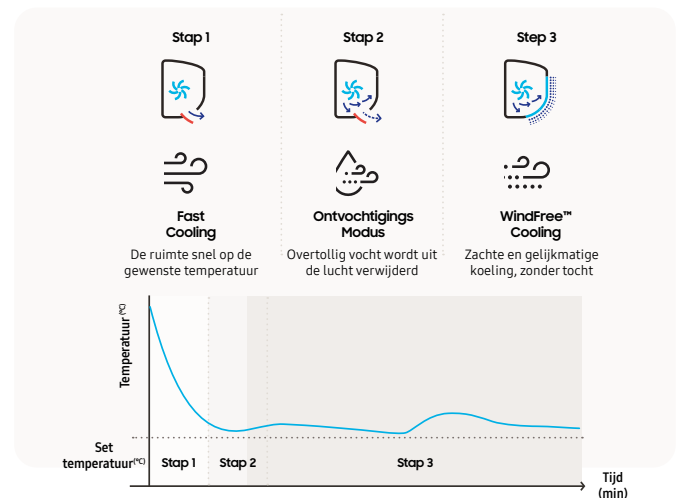 Stap 1
Stap 2
Step 3
Fast
Cooling
Ontvochtigings
Modus
WindFree™
Cooling
De ruimte snel op de
gewenste temperatuur
Overtollig vocht wordt uit
de lucht verwijderd
Zachte en gelijkmatige
koeling, zonder tocht
Temperatuur (ºC)
Set
temperatuur(ºC)
Stap 1
Stap 2
Stap 3
Tijd
(min)